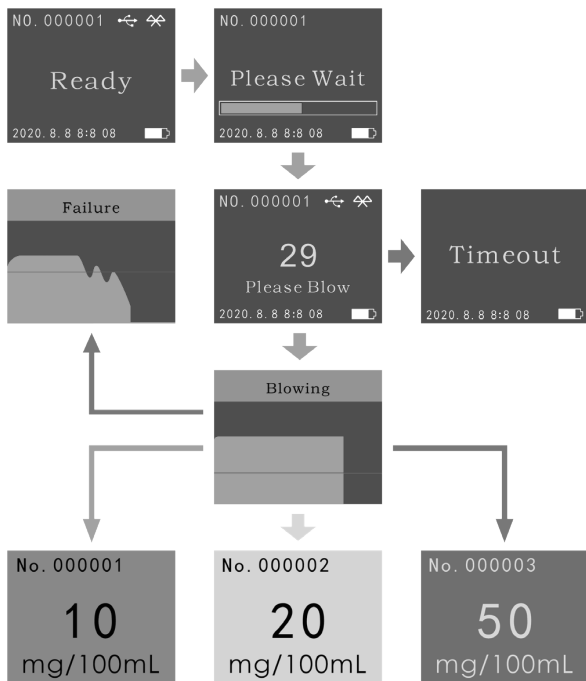 NO. 000001
Ready
2020. 8. 8 8:8 08
NO. 000001
Please Wait
2020. 8. 8 8:8 08
Failure
NO. 000001
29
Please Blow
2020. 8. 8 8:8 08
Timeout
2020. 8. 8 8:8 08
Blowing
No. 000001
10
mg/100mL
No. 000002
20
mg/100mL
No. 000003
50
mg/100mL